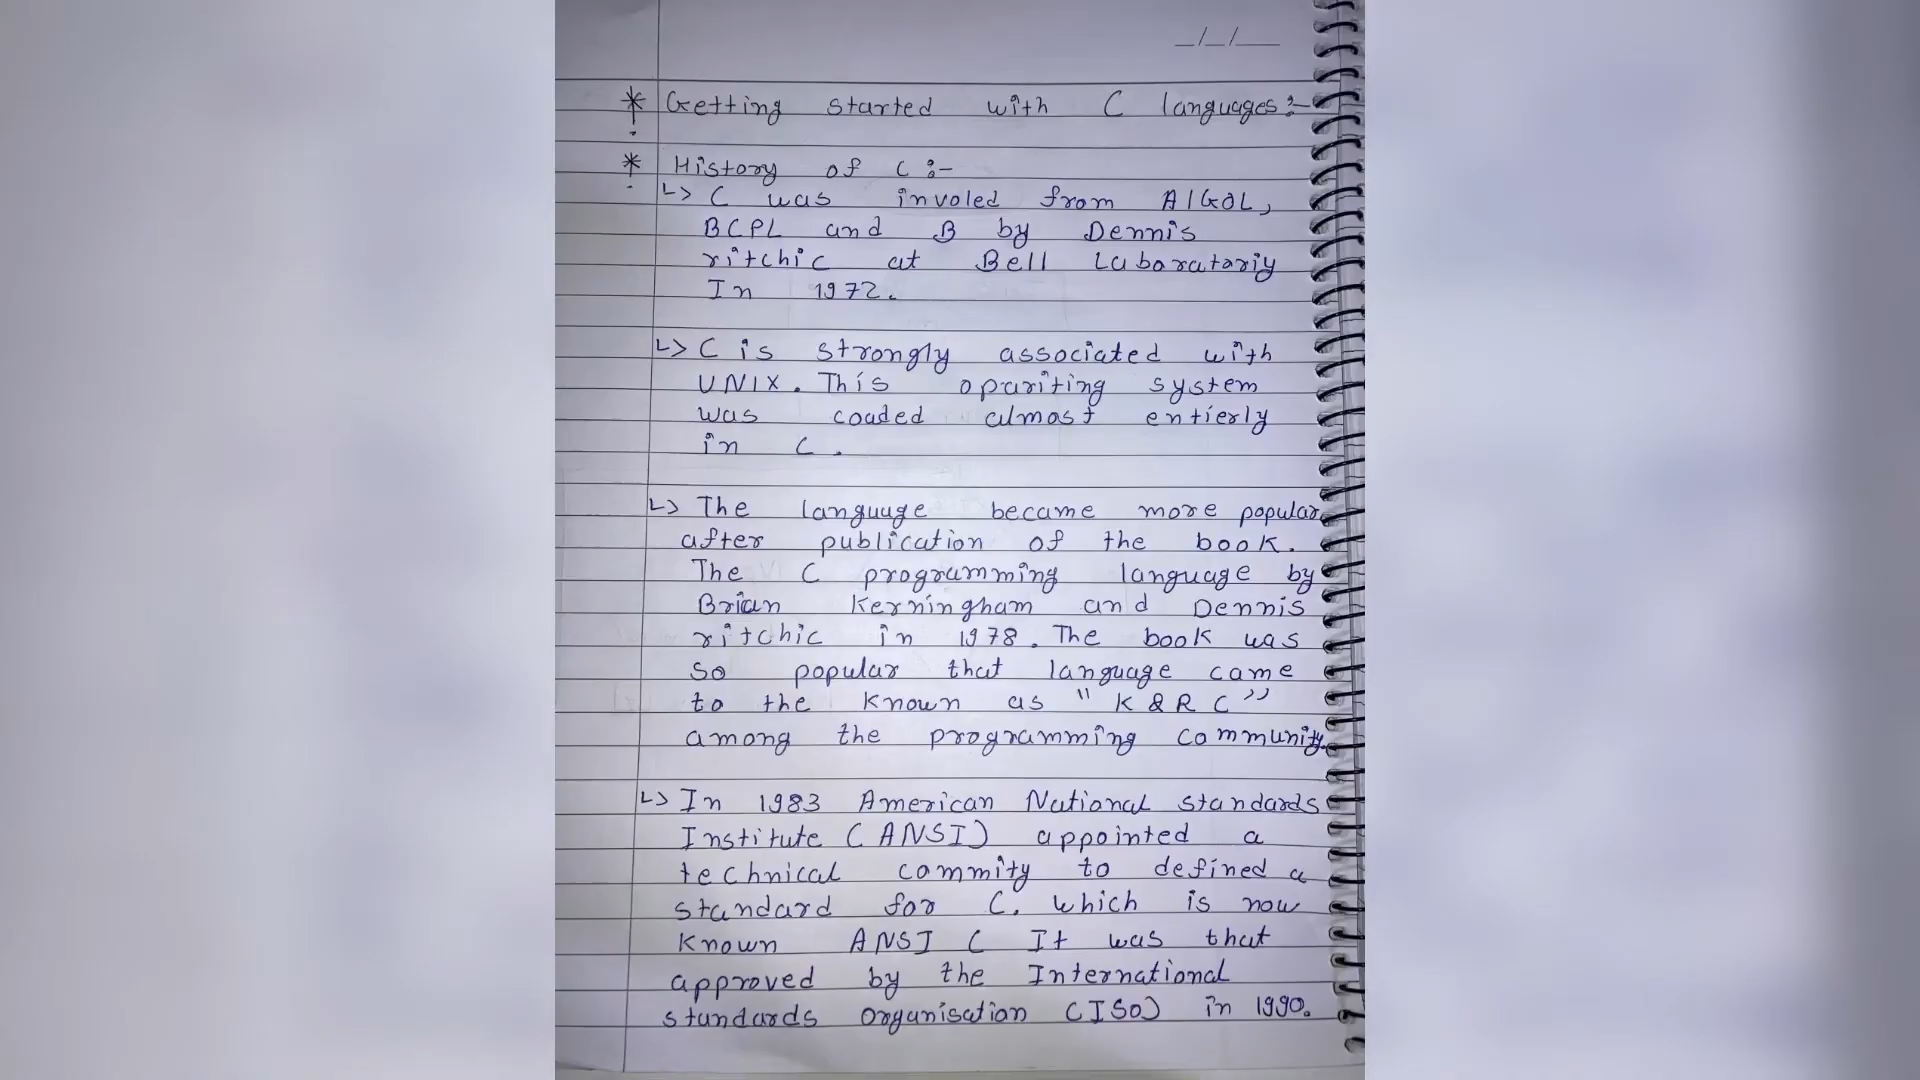 _/_/__
* Getting started with C languages:-
* History of C :-
↳ C was involed from AlGOL,
BCPL and B by Dennis
ritchic at Bell Laboratariy
In 1972.
↳ C is strongly associated with
UNIX. This opariting system
was coaded almost entierly
in C.
↳ The language became more popular
after publication of the book.
The C programming language by
Brian Kerningham and Dennis
ritchic in 1978. The book was
so popular that language came
to the known as "K&R C"
among the programming community.
↳ In 1983 American National standards
Institute (ANSI) appointed a
technical commity to defined a
standard for C. which is now
known ANSI C It was that
approved by the International
standards organisation (ISO) in 1990.